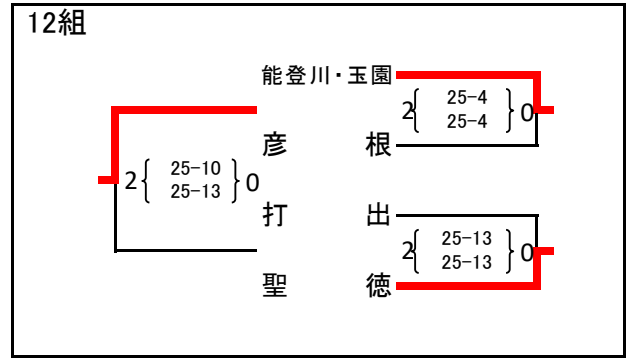 12組
能登川・玉園
2 { 25-4 } 0
25-4
彦 根
2 { 25-10 } 0
25-13
打 出
2 { 25-13 } 0
25-13
聖 徳